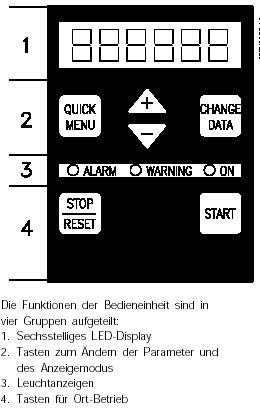 1
2
QUICK
MENU
+
-
CHANGE
DATA
3
ALARM WARNING ON
4
STOP
RESET
START
Die Funktionen der Bedieneinheit sind in
vier Gruppen aufgeteilt:
1. Sechsstelliges LED-Display
2. Tasten zum Ändern der Parameter und
des Anzeigemodus
3. Leuchtanzeigen
4. Tasten für Ort-Betrieb